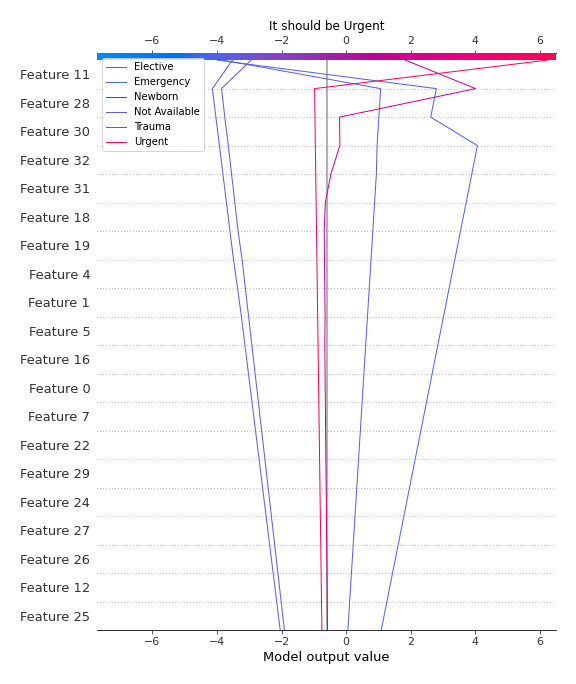 It should be Urgent
−6 −4 −2 0 2 4 6
Elective
Emergency
Newborn
Not Available
Trauma
Urgent
Feature 11
Feature 28
Feature 30
Feature 32
Feature 31
Feature 18
Feature 19
Feature 4
Feature 1
Feature 5
Feature 16
Feature 0
Feature 7
Feature 22
Feature 29
Feature 24
Feature 27
Feature 26
Feature 12
Feature 25
−6 −4 −2 0 2 4 6
Model output value